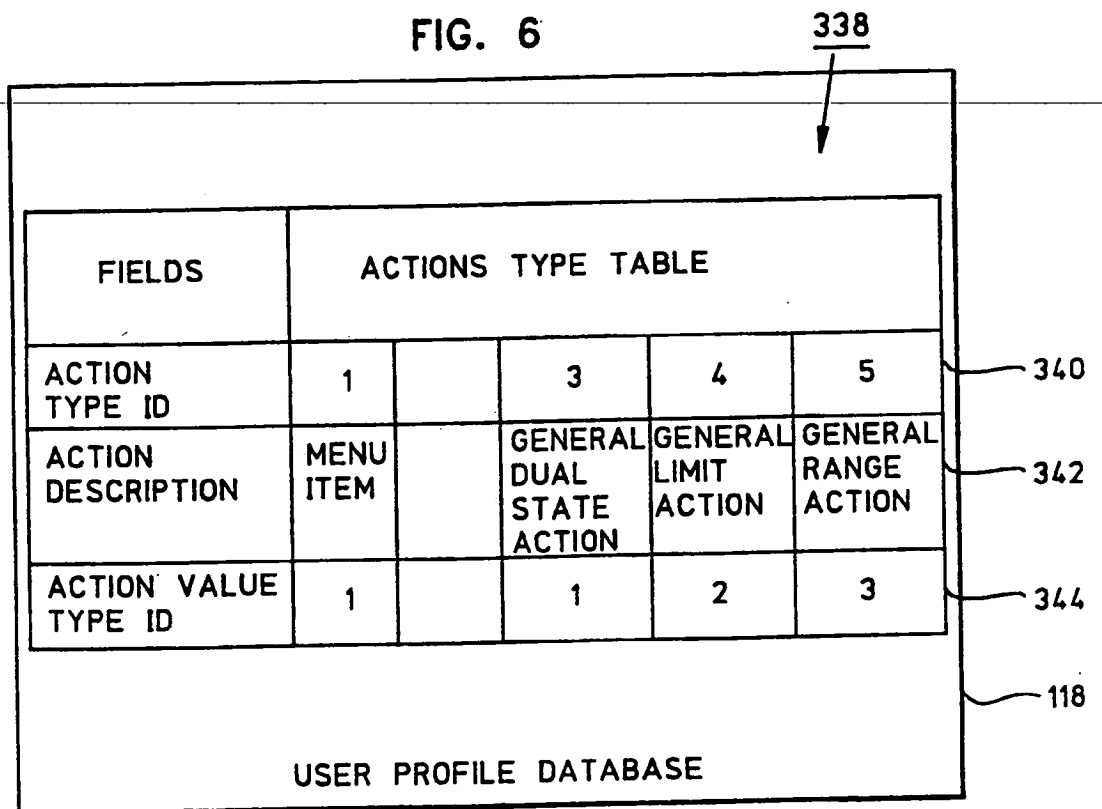 FIG. 6
338
FIELDS
ACTIONS TYPE TABLE
ACTION
TYPE ID
1
3
4
5
340
ACTION
DESCRIPTION
MENU
ITEM
GENERAL
DUAL
STATE
ACTION
GENERAL
LIMIT
ACTION
GENERAL
RANGE
ACTION
342
ACTION VALUE
TYPE ID
1
1
2
3
344
118
USER PROFILE DATABASE